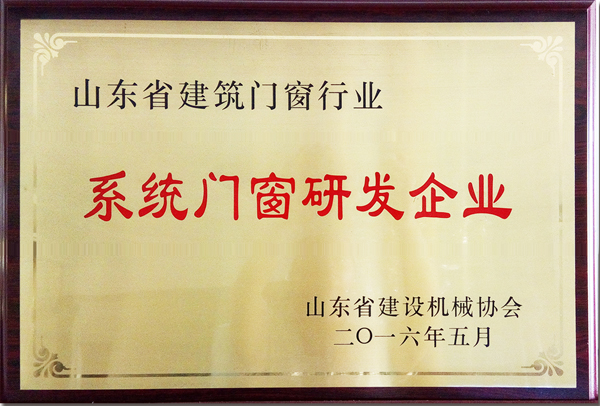 山东省建筑门窗行业
系统门窗研发企业
山东省建设机械协会
二〇一六年五月